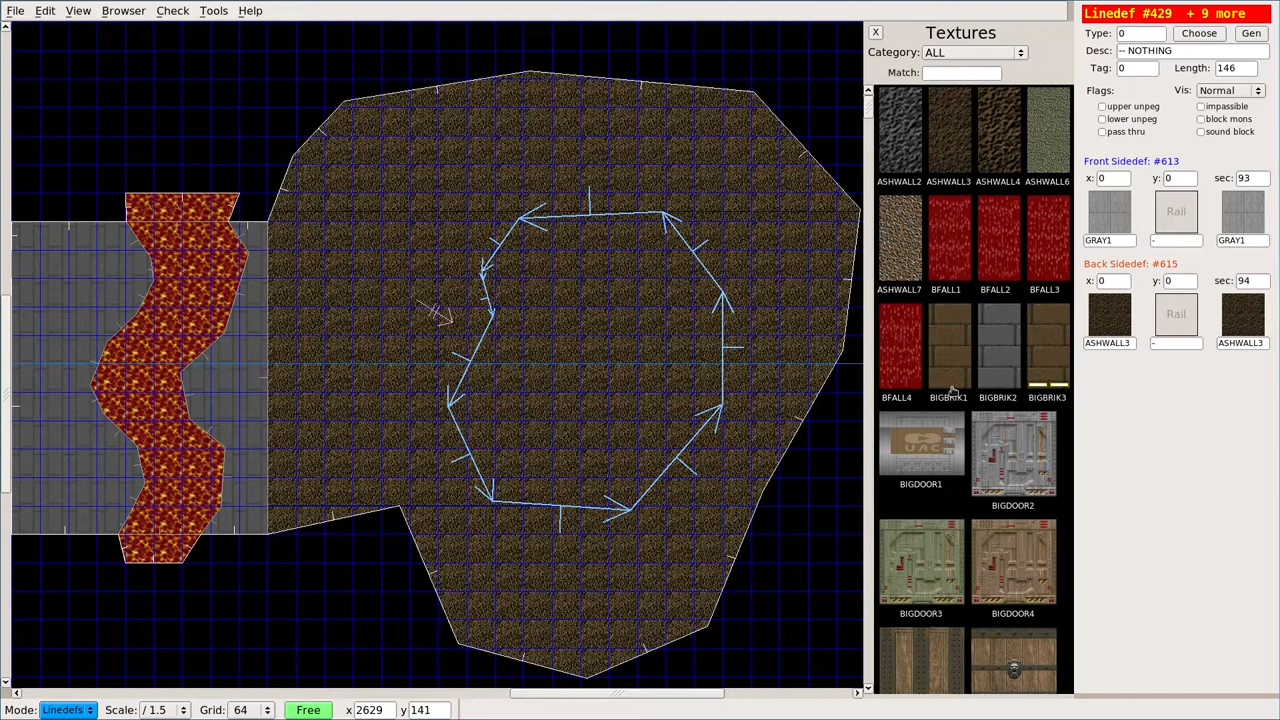 File Edit View Browser Check Tools Help
X Textures
Category: ALL
Match:
ASHWALL2 ASHWALL3 ASHWALL4 ASHWALL6
ASHWALL7 BFALL1 BFALL2 BFALL3
BFALL4 BIGBRIK1 BIGBRIK2 BIGBRIK3
UAC
BIGDOOR1
BIGDOOR2
BIGDOOR3 BIGDOOR4
Linedef #429 + 9 more
Type: 0 Choose Gen
Desc: -- NOTHING
Tag: 0 Length: 146
Flags: Vis: Normal
upper unpeg impassible
lower unpeg block mons
pass thru sound block
Front Sidedef: #613
x: 0 y: 0 sec: 93
Rail
GRAY1 - GRAY1
Back Sidedef: #615
x: 0 y: 0 sec: 94
Rail
ASHWALL3 - ASHWALL3
Mode: Linedefs Scale: / 1.5 Grid: 64 Free x 2629 y 141